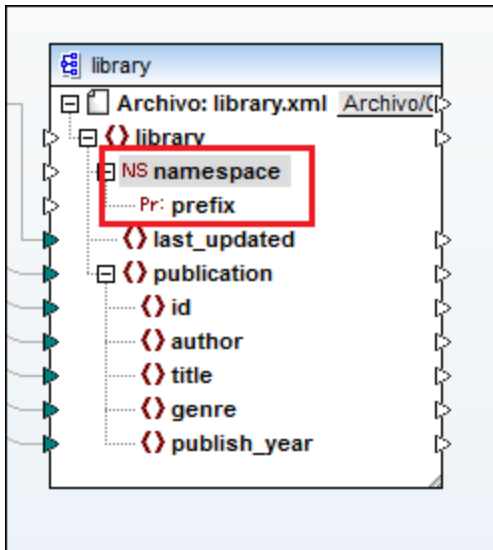 library
Archivo: library.xml Archivo/(
library
NS namespace
Pr: prefix
last_updated
publication
id
author
title
genre
publish_year